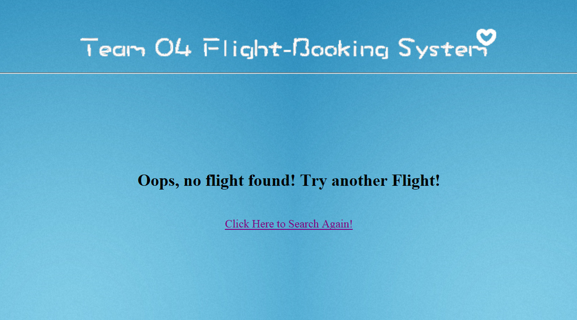 Team 04 Flight-Booking System
Oops, no flight found! Try another Flight!
Click Here to Search Again!